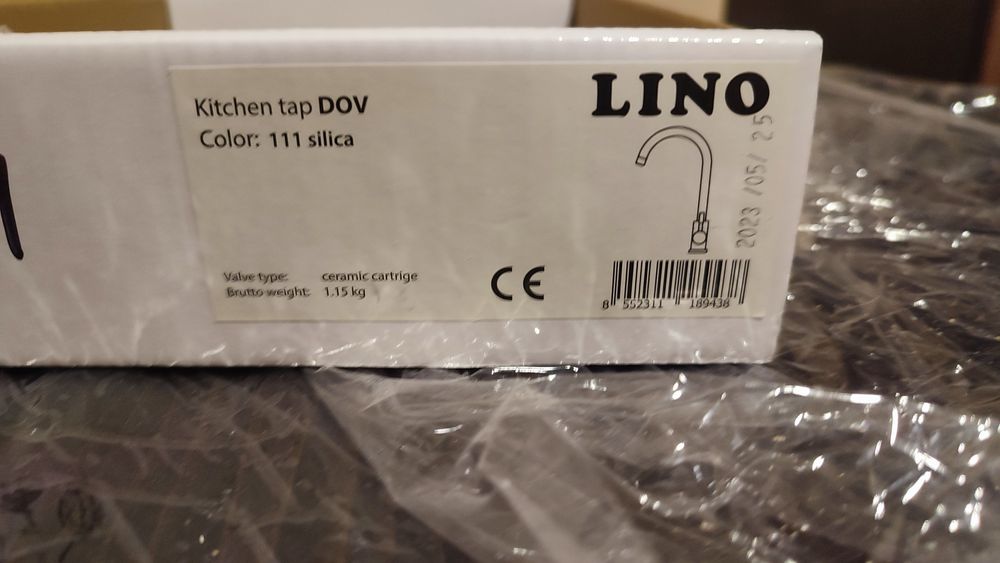 Kitchen tap DOV
Color: 111 silica
LINO
2023 /05/ 25
Valve type: ceramic cartrige
Brutto weight: 1.15 kg
CE
8 552311 189438